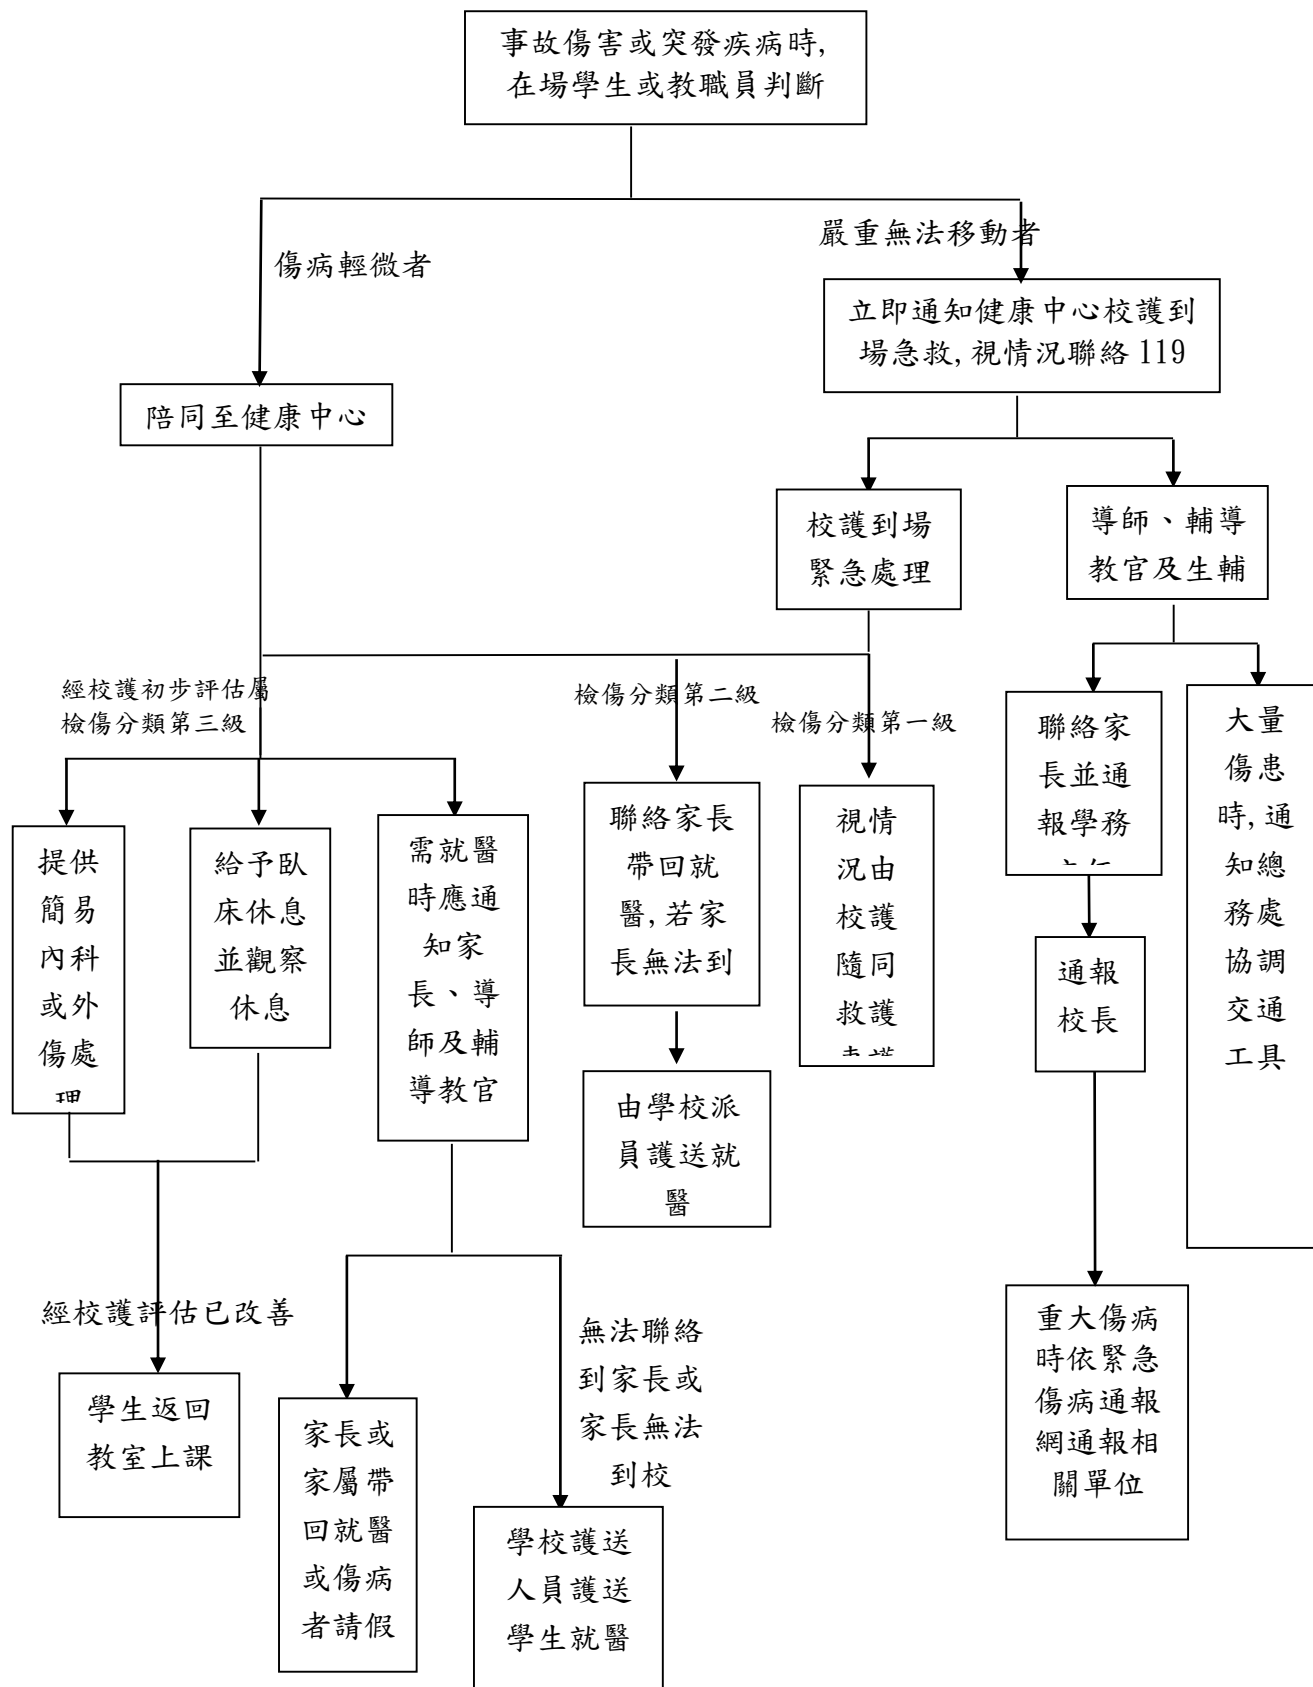 事故傷害或突發疾病時,
在場學生或教職員判斷
傷病輕微者
嚴重無法移動者
立即通知健康中心校護到
場急救,視情況聯絡 119
陪同至健康中心
校護到場
緊急處理
導師、輔導
教官及生輔
經校護初步評估屬
檢傷分類第三級
檢傷分類第二級
檢傷分類第一級
提供
簡易
內科
或外
傷處
理
給予臥
床休息
並觀察
休息
需就醫
時應通
知家
長、導
師及輔
導教官
聯絡家長
帶回就
醫,若家
長無法到
視情
況由
校護
隨同
救護
車護
聯絡家
長並通
報學務
主任
大量
傷患
時,通
知總
務處
協調
交通
工具
通報
校長
由學校派
員護送就
醫
經校護評估已改善
學生返回
教室上課
家長或
家屬帶
回就醫
或傷病
者請假
無法聯絡
到家長或
家長無法
到校
學校護送
人員護送
學生就醫
重大傷病
時依緊急
傷病通報
網通報相
關單位